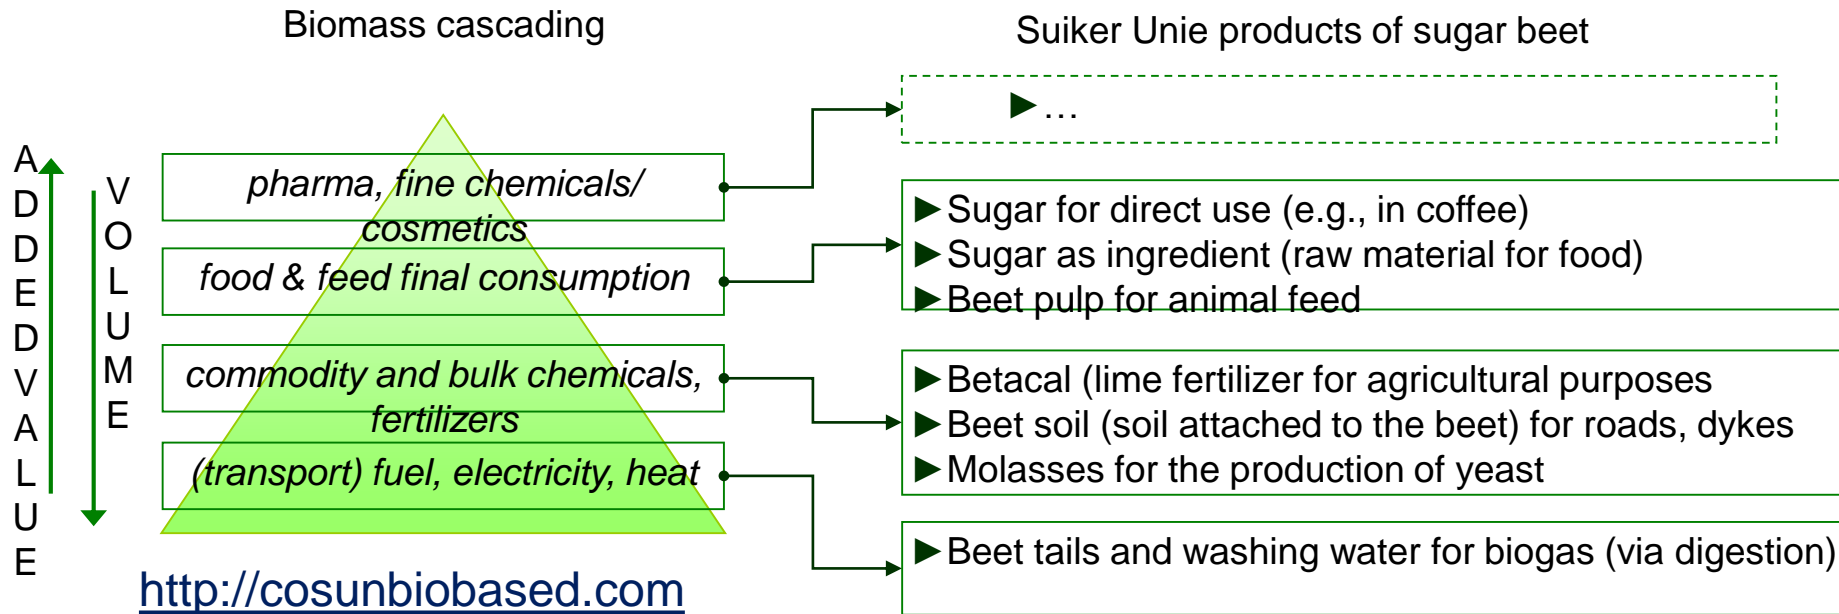 Biomass cascading
Suiker Unie products of sugar beet
ADDED VALUE
VOLUME
pharma, fine chemicals/
cosmetics
food & feed final consumption
commodity and bulk chemicals,
fertilizers
(transport) fuel, electricity, heat
http://cosunbiobased.com
►…
►Sugar for direct use (e.g., in coffee)
►Sugar as ingredient (raw material for food)
►Beet pulp for animal feed
►Betacal (lime fertilizer for agricultural purposes
►Beet soil (soil attached to the beet) for roads, dykes
►Molasses for the production of yeast
►Beet tails and washing water for biogas (via digestion)